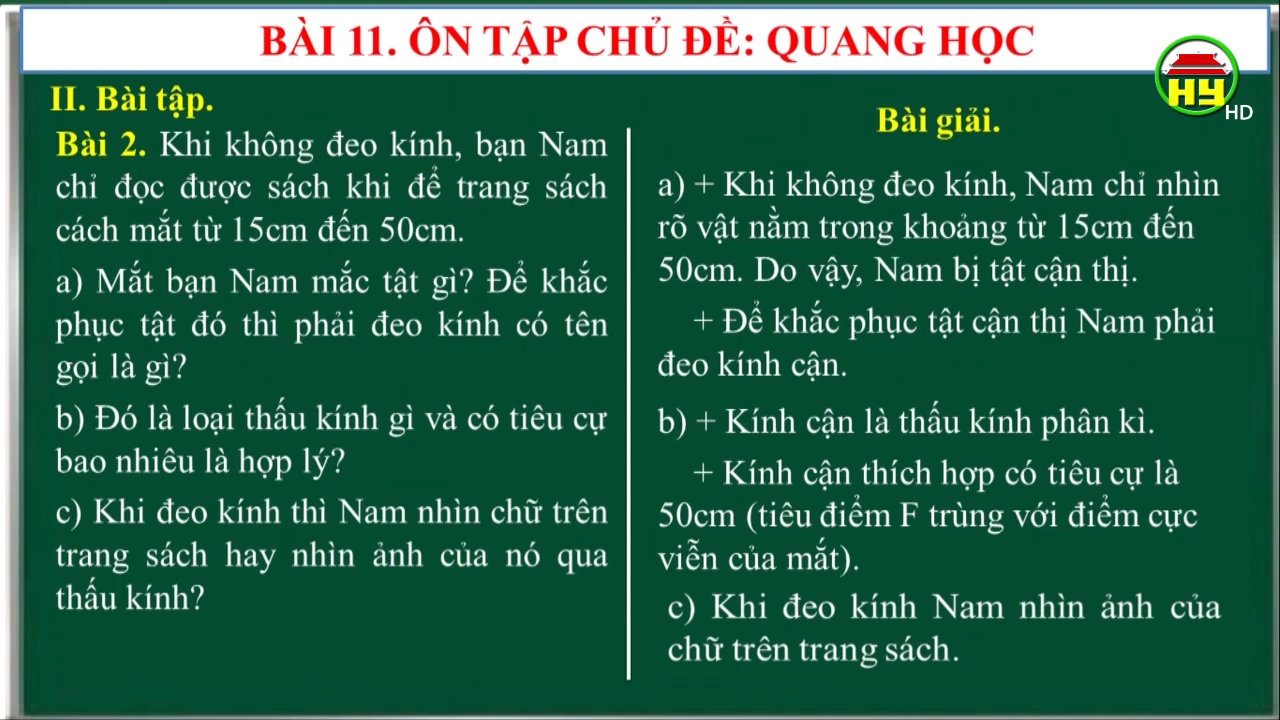 BÀI 11. ÔN TẬP CHỦ ĐỀ: QUANG HỌC
HY
HD
II. Bài tập.
Bài 2. Khi không đeo kính, bạn Nam
chỉ đọc được sách khi để trang sách
cách mắt từ 15cm đến 50cm.
a) Mắt bạn Nam mắc tật gì? Để khắc
phục tật đó thì phải đeo kính có tên
gọi là gì?
b) Đó là loại thấu kính gì và có tiêu cự
bao nhiêu là hợp lý?
c) Khi đeo kính thì Nam nhìn chữ trên
trang sách hay nhìn ảnh của nó qua
thấu kính?
Bài giải.
a) + Khi không đeo kính, Nam chỉ nhìn
rõ vật nằm trong khoảng từ 15cm đến
50cm. Do vậy, Nam bị tật cận thị.
+ Để khắc phục tật cận thị Nam phải
đeo kính cận.
b) + Kính cận là thấu kính phân kì.
+ Kính cận thích hợp có tiêu cự là
50cm (tiêu điểm F trùng với điểm cực
viễn của mắt).
c) Khi đeo kính Nam nhìn ảnh của
chữ trên trang sách.